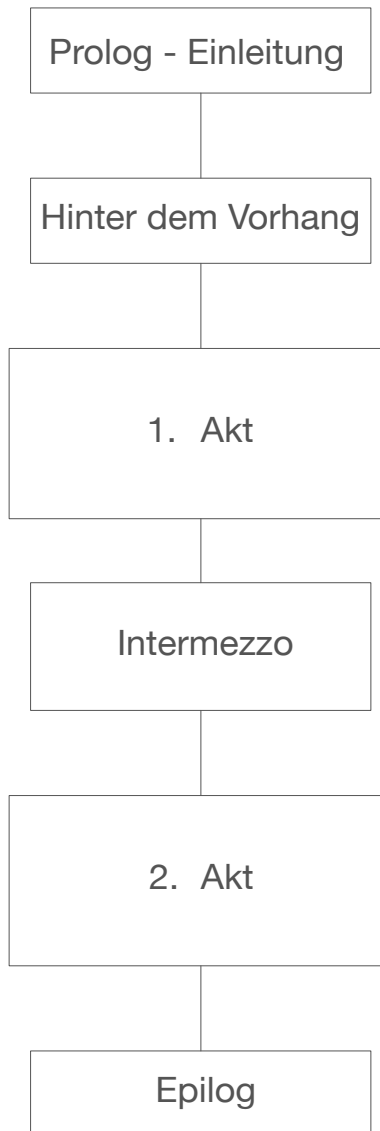 Prolog - Einleitung
Hinter dem Vorhang
1. Akt
Intermezzo
2. Akt
Epilog